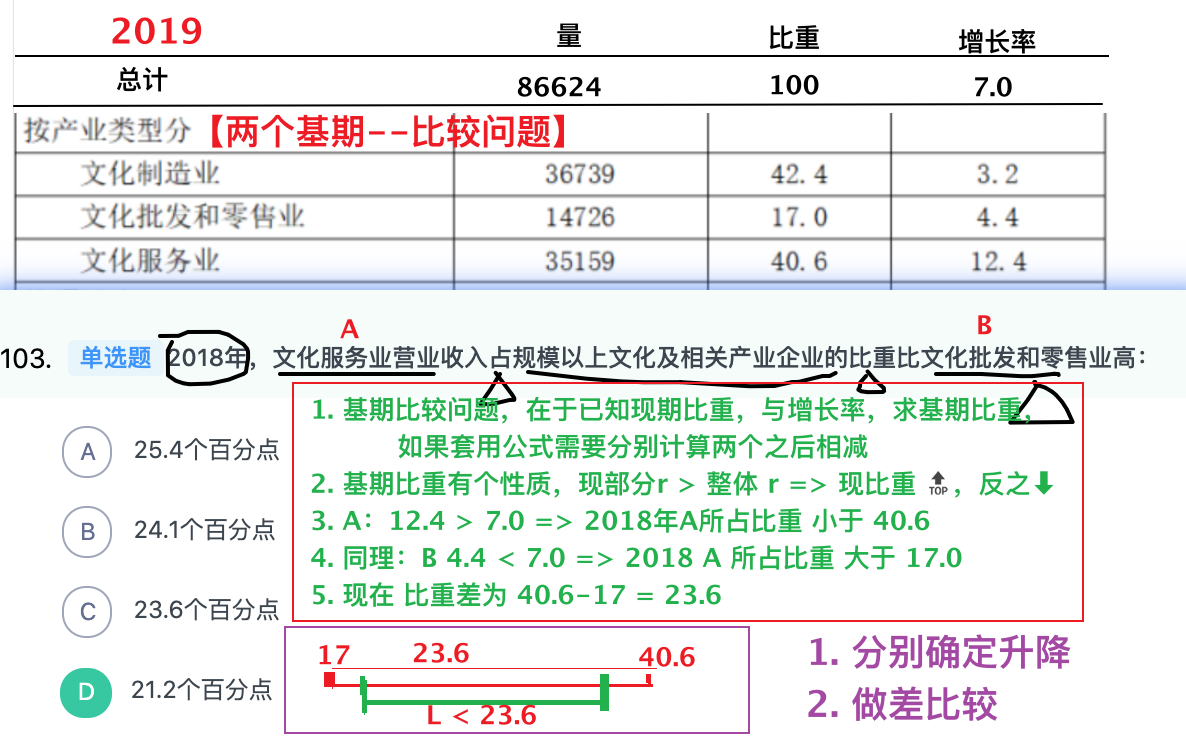 2019 量 比重 增长率
总计 86624 100 7.0
按产业类型分【两个基期--比较问题】
文化制造业 36739 42.4 3.2
文化批发和零售业 14726 17.0 4.4
文化服务业 35159 40.6 12.4
A B
103. 单选题 2018年，文化服务业营业收入占规模以上文化及相关产业企业的比重比文化批发和零售业高：
1. 基期比较问题，在于已知现期比重，与增长率，求基期比重，
如果套用公式需要分别计算两个之后相减
2. 基期比重有个性质，现部分r > 整体 r => 现比重 TOP，反之⬇
3. A：12.4 > 7.0 => 2018年A所占比重 小于 40.6
4. 同理：B 4.4 < 7.0 => 2018 A 所占比重 大于 17.0
5. 现在 比重差为 40.6-17 = 23.6
A 25.4个百分点
B 24.1个百分点
C 23.6个百分点
D 21.2个百分点
17 23.6 40.6
L < 23.6
1. 分别确定升降
2. 做差比较